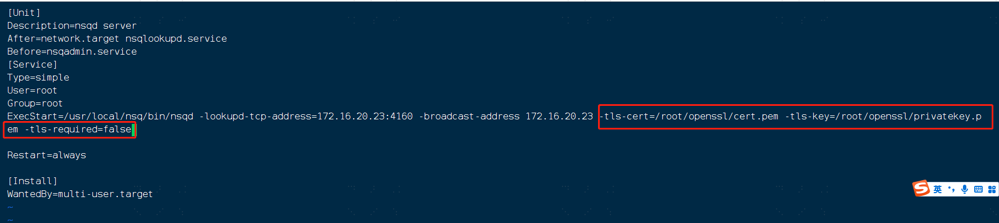 [Unit]
Description=nsqd server
After=network.target nsqlookupd.service
Before=nsqadmin.service
[Service]
Type=simple
User=root
Group=root
ExecStart=/usr/local/nsq/bin/nsqd -lookupd-tcp-address=172.16.20.23:4160 -broadcast-address 172.16.20.23 -tls-cert=/root/openssl/cert.pem -tls-key=/root/openssl/privatekey.p
em -tls-required=false
Restart=always
[Install]
WantedBy=multi-user.target
~
~
S 英